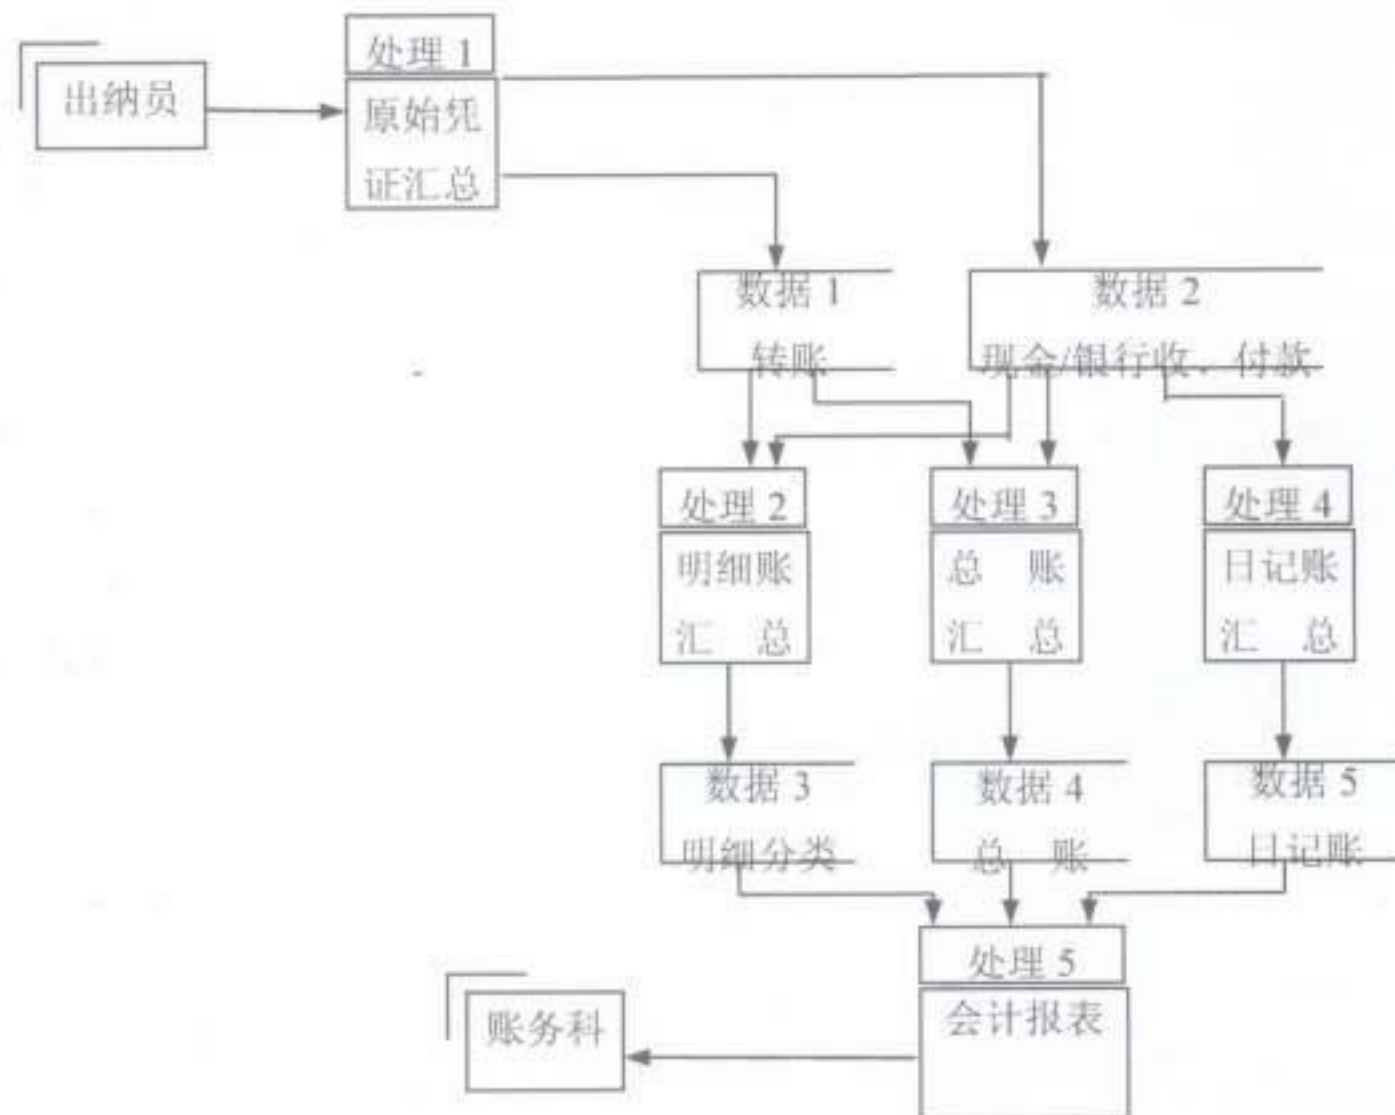 处理 1
出纳员
原始凭
证汇总
数据 1
转账
数据 2
现金/银行收、付款
处理 2
明细账
汇 总
处理 3
总 账
汇 总
处理 4
日记账
汇 总
数据 3
明细分类
数据 4
总 账
数据 5
日记账
处理 5
会计报表
账务科